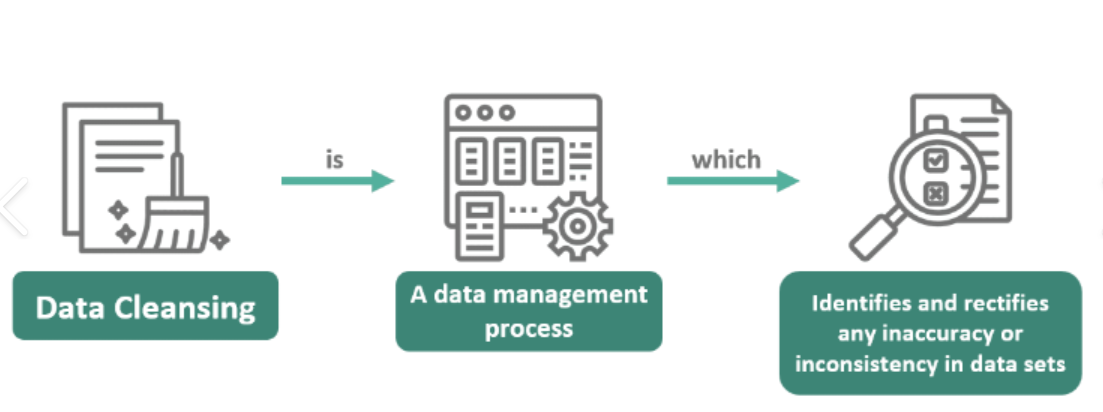 Data Cleansing
is
A data management
process
which
Identifies and rectifies
any inaccuracy or
inconsistency in data sets